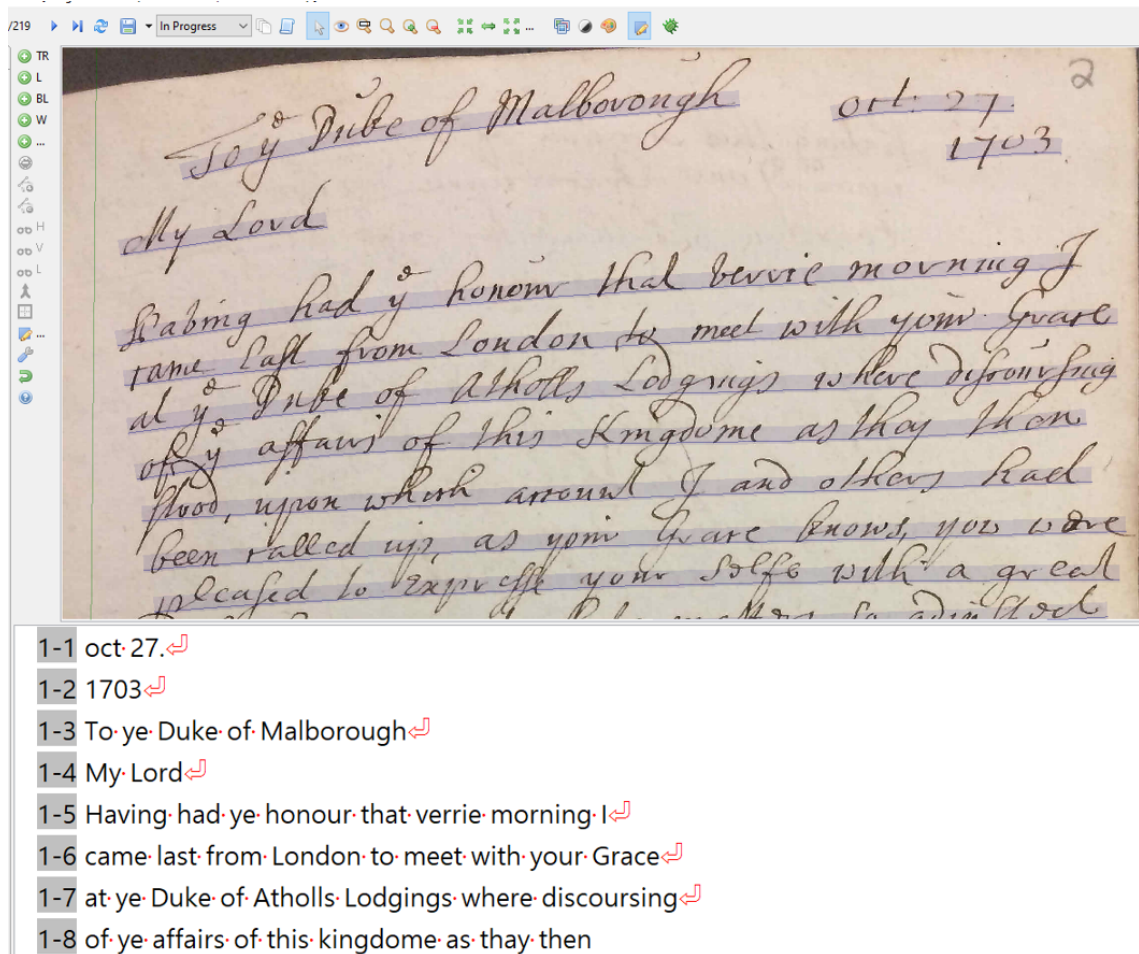 /219 In Progress
TR
L
BL
W
...
H
V
L
...
2
To ye Duke of Malborough oct: 27.
1703
My Lord
Having had ye honour that verrie morning I
came last from London to meet with your Grace
at ye Duke of Atholls Lodgings where discoursing
of ye affairs of this Kingdome as thay then
stood, upon which account I and others had
been called up, as your Grace knows, you ware
pleased to expresse your selfe with a great
1-1 oct 27.
1-2 1703
1-3 To ye Duke of Malborough
1-4 My Lord
1-5 Having had ye honour that verrie morning I
1-6 came last from London to meet with your Grace
1-7 at ye Duke of Atholls Lodgings where discoursing
1-8 of ye affairs of this kingdome as thay then